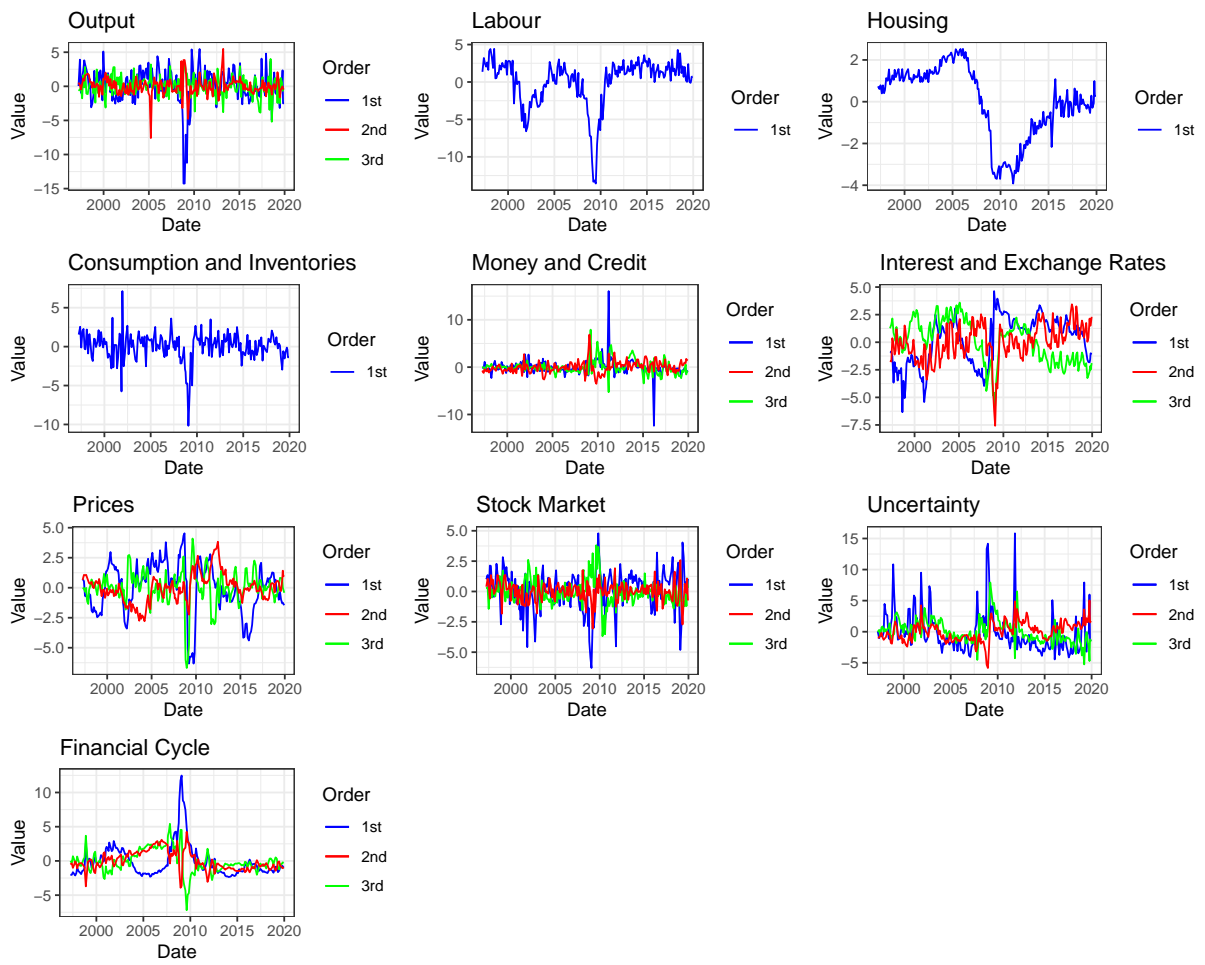 Output
5
0
−5
−10
−15
2000
2005
2010
2015
2020
Date
Value
Order
1st
2nd
3rd
Labour
5
0
−5
−10
2000
2005
2010
2015
2020
Date
Value
Order
1st
Housing
2
0
−2
−4
2000
2005
2010
2015
2020
Date
Value
Order
1st
Consumption and Inventories
5
0
−5
−10
2000
2005
2010
2015
2020
Date
Value
Order
1st
Money and Credit
10
0
−10
2000
2005
2010
2015
2020
Date
Value
Order
1st
2nd
3rd
Interest and Exchange Rates
5.0
2.5
0.0
−2.5
−5.0
−7.5
2000
2005
2010
2015
2020
Date
Value
Order
1st
2nd
3rd
Prices
5.0
2.5
0.0
−2.5
−5.0
2000
2005
2010
2015
2020
Date
Value
Order
1st
2nd
3rd
Stock Market
5.0
2.5
0.0
−2.5
−5.0
2000
2005
2010
2015
2020
Date
Value
Order
1st
2nd
3rd
Uncertainty
15
10
5
0
−5
2000
2005
2010
2015
2020
Date
Value
Order
1st
2nd
3rd
Financial Cycle
10
5
0
−5
2000
2005
2010
2015
2020
Date
Value
Order
1st
2nd
3rd